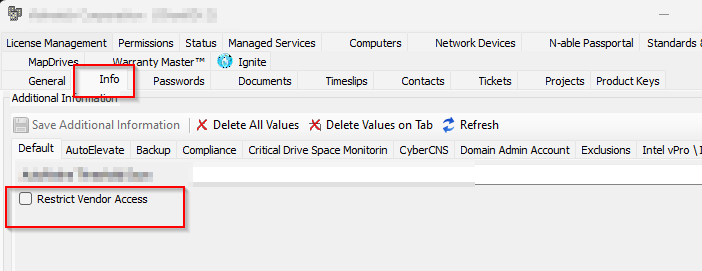 License Management Permissions Status Managed Services Computers Network Devices N-able Passportal Standards &
MapDrives Warranty Master™ Ignite
General Info Passwords Documents Timeslips Contacts Tickets Projects Product Keys
Additional Information
Save Additional Information Delete All Values Delete Values on Tab Refresh
Default AutoElevate Backup Compliance Critical Drive Space Monitorin CyberCNS Domain Admin Account Exclusions Intel vPro \ I
Restrict Vendor Access